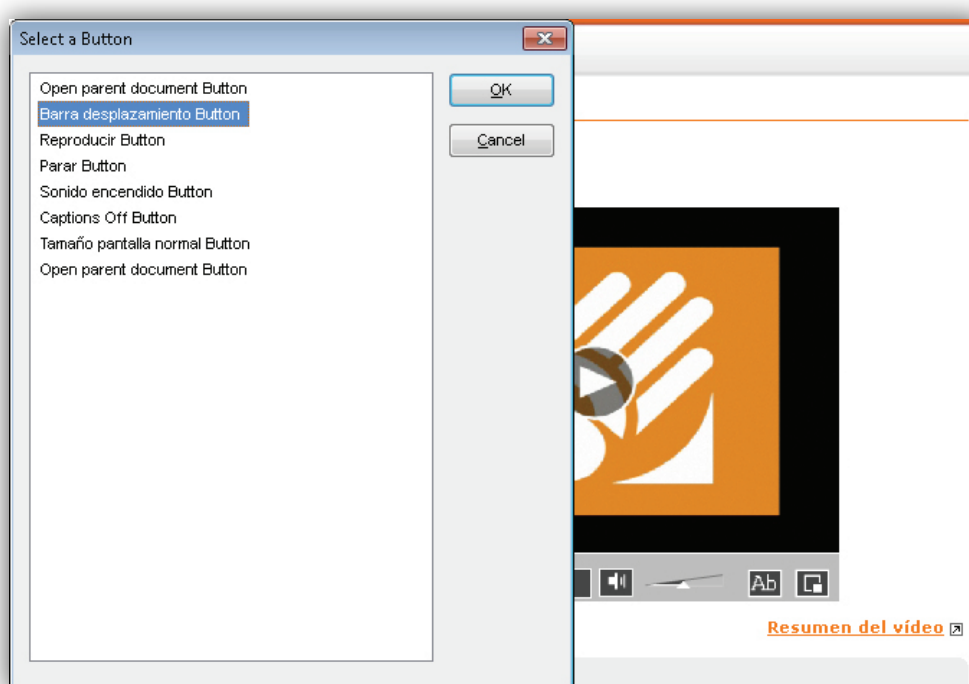 Select a Button
Open parent document Button
Barra desplazamiento Button
Reproducir Button
Parar Button
Sonido encendido Button
Captions Off Button
Tamaño pantalla normal Button
Open parent document Button
OK
Cancel
Ab
Resumen del vídeo